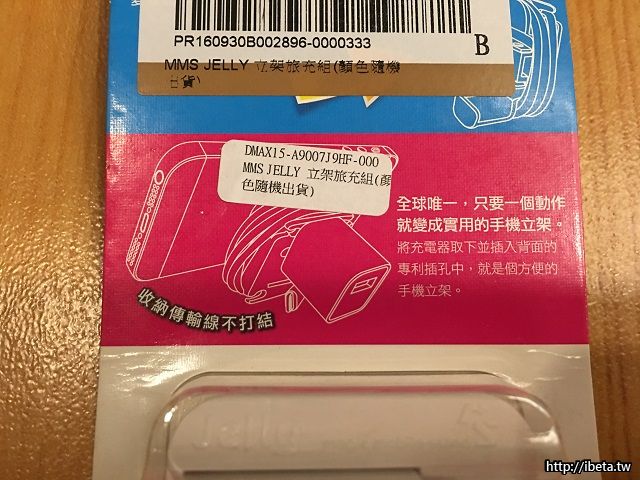 PR160930B002896-0000333
B
MMS JELLY 立架旅充組(顏色隨機
出貨)
DMAX15-A9007J9HF-000
MMS JELLY 立架旅充組(顏
色隨機出貨)
全球唯一，只要一個動作
就變成實用的手機立架。
將充電器取下並插入背面的
專利插孔中，就是個方便的
手機立架。
收納傳輸線不打結
http://ibeta.tw